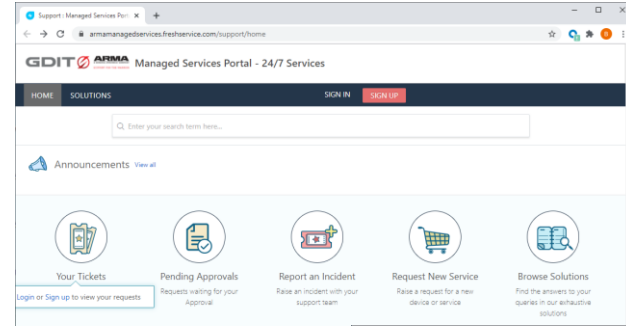 Support : Managed Services Port
armamanagedservices.freshservice.com/support/home
GDIT ARMA Managed Services Portal - 24/7 Services
HOME SOLUTIONS SIGN IN SIGN UP
Enter your search term here...
Announcements View all
Your Tickets
Login or Sign up to view your requests
Pending Approvals
Requests waiting for your
Approval
Report an Incident
Raise an incident with your
support team
Request New Service
Raise a request for a new
device or service
Browse Solutions
Find the answers to your
queries in our exhaustive
solutions